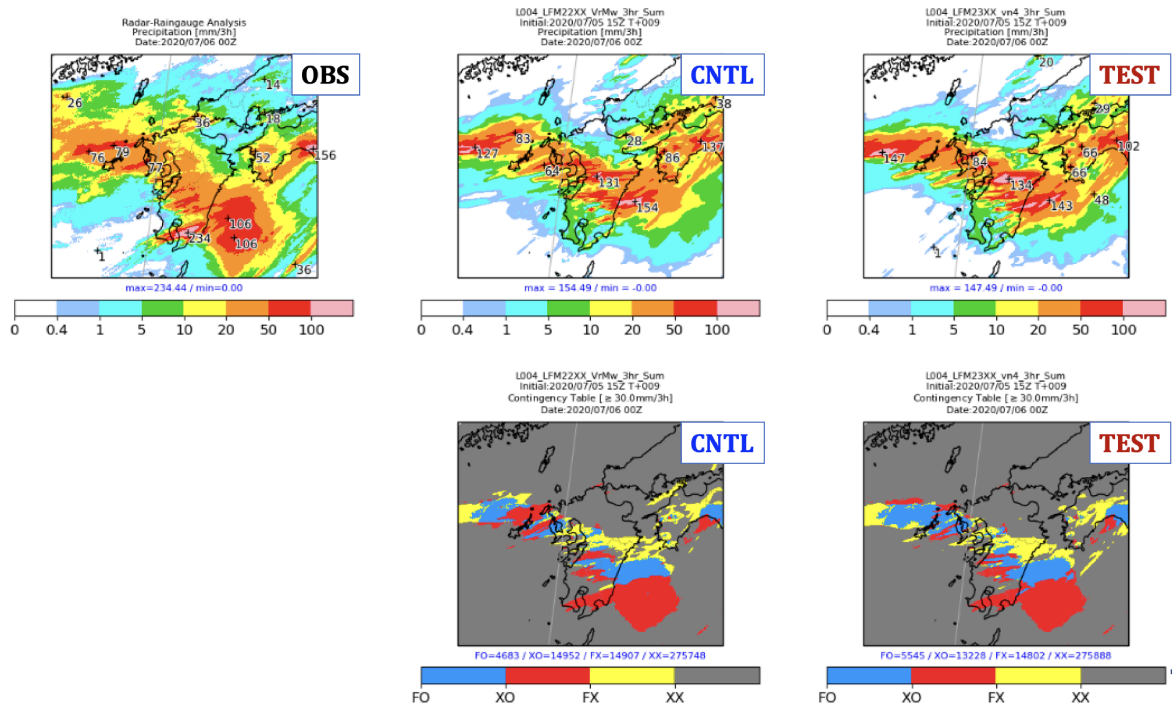 Radar-Raingauge Analysis
Precipitation [mm/3h]
Date:2020/07/06 00Z
OBS
26
14
36
18
76
79
77
52
156
106
234
106
1
36
max=234.44 / min=0.00
0 0.4 1 5 10 20 50 100
L004_LFM22XX_VrMw_3hr_Sum
Initial:2020/07/05 15Z T+009
Precipitation [mm/3h]
Date:2020/07/06 00Z
CNTL
38
83
127
28
137
86
64
131
154
max = 154.49 / min = -0.00
0 0.4 1 5 10 20 50 100
L004_LFM23XX_vn4_3hr_Sum
Initial:2020/07/05 15Z T+009
Precipitation [mm/3h]
Date:2020/07/06 00Z
TEST
20
29
147
84
66
102
66
134
143
48
1
max = 147.49 / min = -0.00
0 0.4 1 5 10 20 50 100
L004_LFM22XX_VrMw_3hr_Sum
Initial:2020/07/05 15Z T+009
Contingency Table [≥30.0mm/3h]
Date:2020/07/06 00Z
CNTL
FO=4683 / XO=14952 / FX=14907 / XX=275748
FO XO FX XX
L004_LFM23XX_vn4_3hr_Sum
Initial:2020/07/05 15Z T+009
Contingency Table [≥30.0mm/3h]
Date:2020/07/06 00Z
TEST
FO=5545 / XO=13228 / FX=14802 / XX=275888
FO XO FX XX